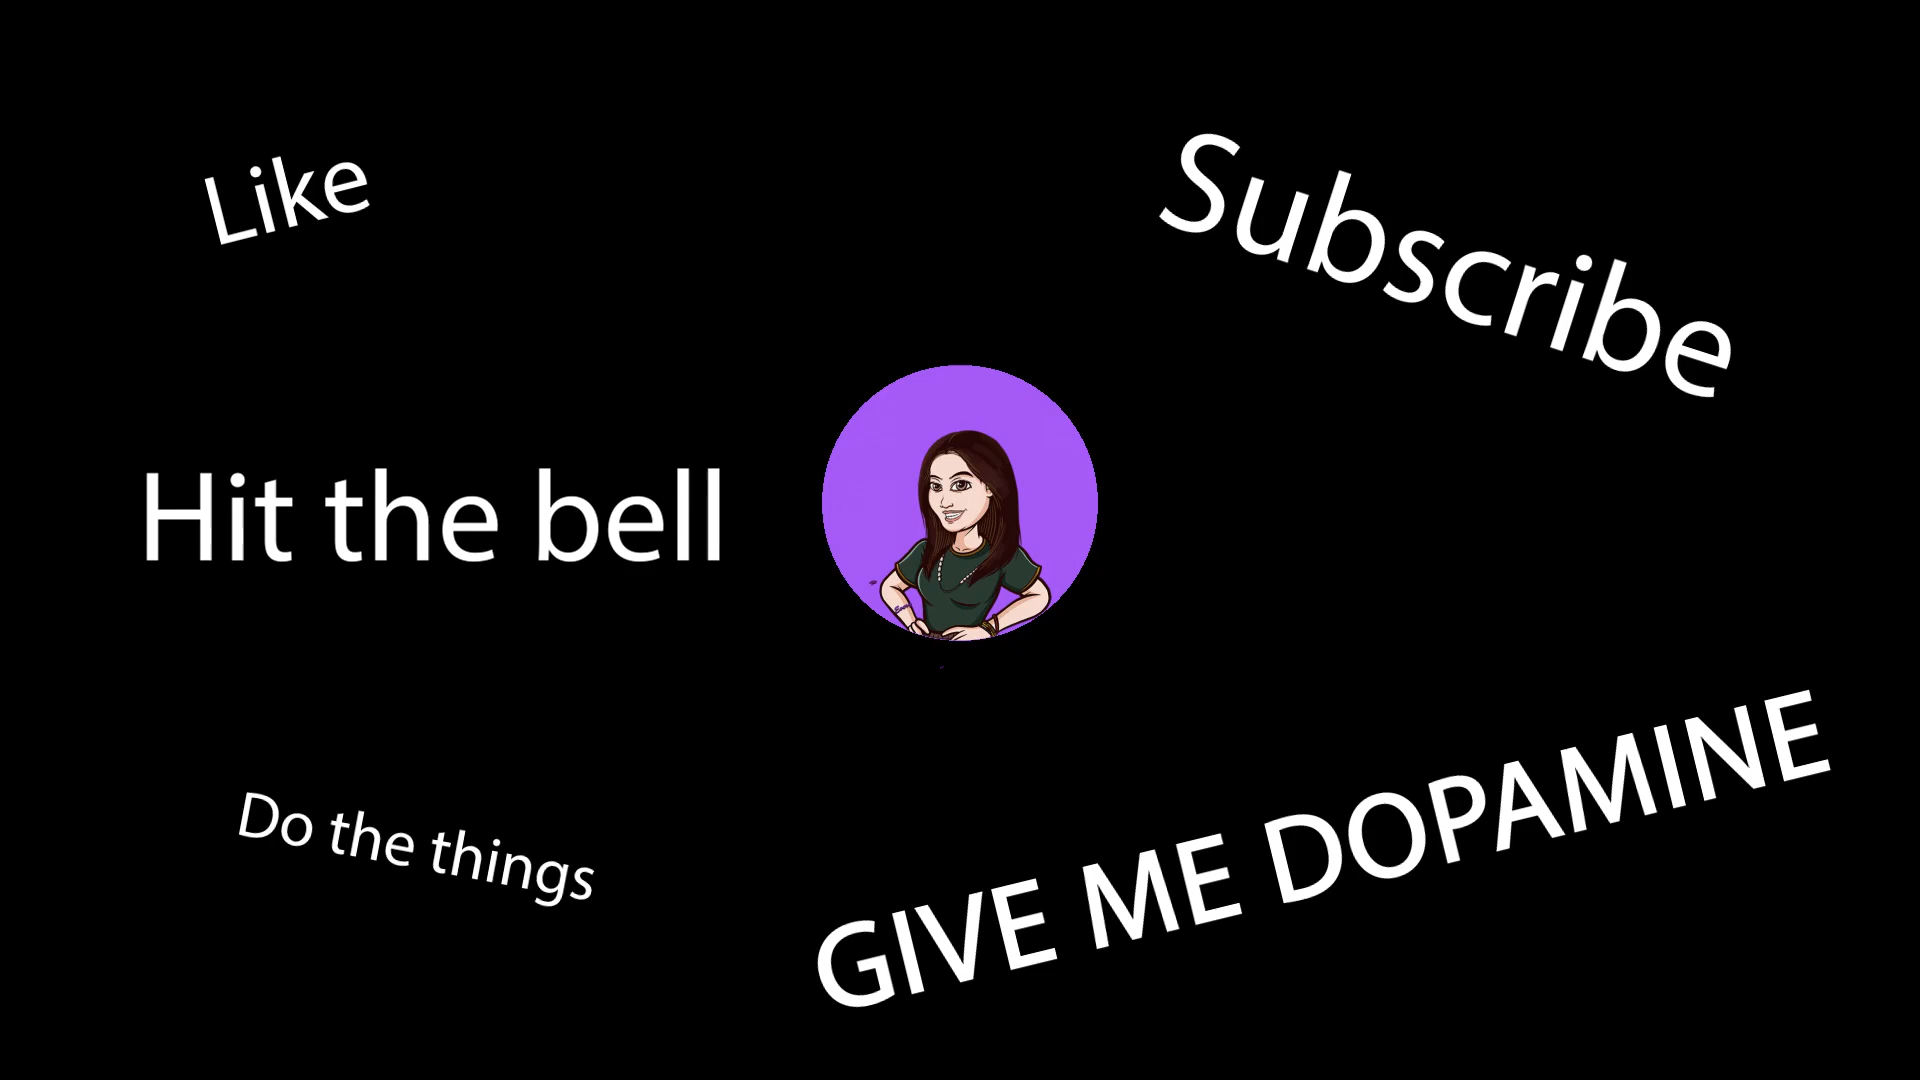 Like
Subscribe
Hit the bell
Do the things
GIVE ME DOPAMINE